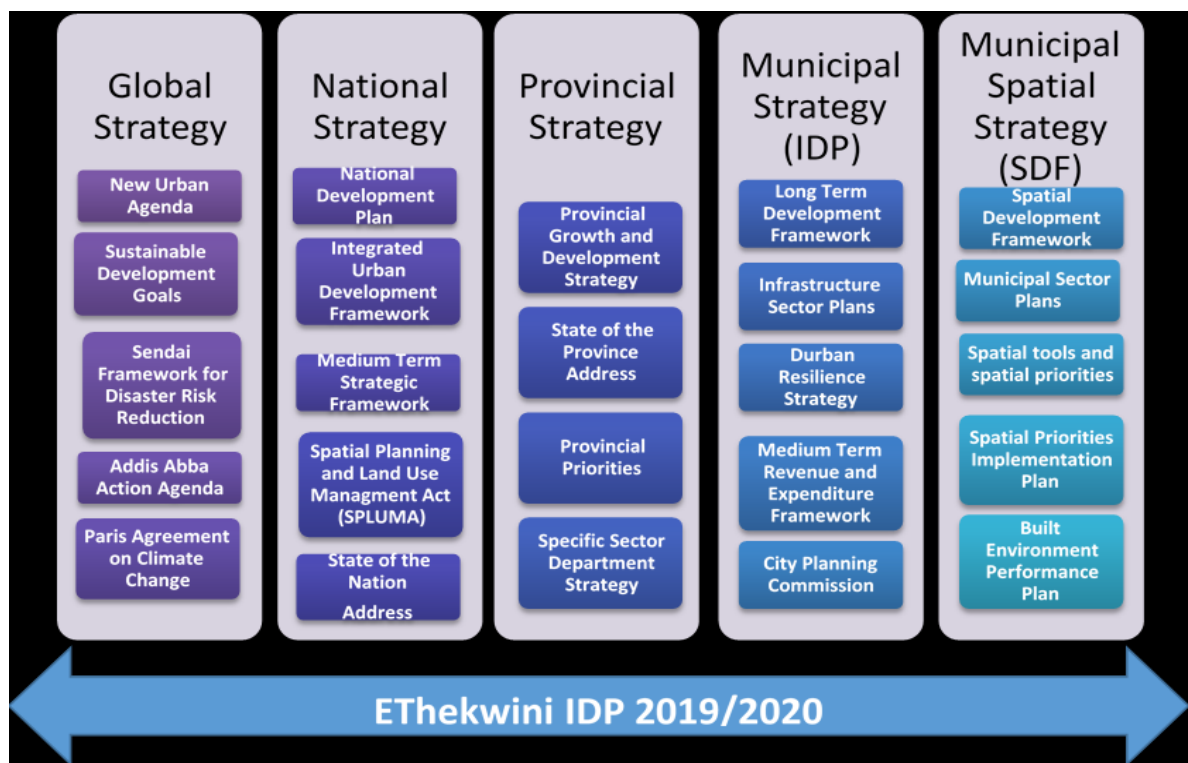 Global
Strategy
New Urban
Agenda
Sustainable
Development
Goals
Sendai
Framework for
Disaster Risk
Reduction
Addis Abba
Action Agenda
Paris Agreement
on Climate
Change
National
Strategy
National
Development
Plan
Integrated
Urban
Development
Framework
Medium Term
Strategic
Framework
Spatial Planning
and Land Use
Managment Act
(SPLUMA)
State of the
Nation
Address
Provincial
Strategy
Provincial
Growth and
Development
Strategy
State of the
Province
Address
Provincial
Priorities
Specific Sector
Department
Strategy
Municipal
Strategy
(IDP)
Long Term
Development
Framework
Infrastructure
Sector Plans
Durban
Resilience
Strategy
Medium Term
Revenue and
Expenditure
Framework
City Planning
Commission
Municipal
Spatial
Strategy
(SDF)
Spatial
Development
Framework
Municipal Sector
Plans
Spatial tools and
spatial priorities
Spatial Priorities
Implementation
Plan
Built
Environment
Performance
Plan
EThekwini IDP 2019/2020